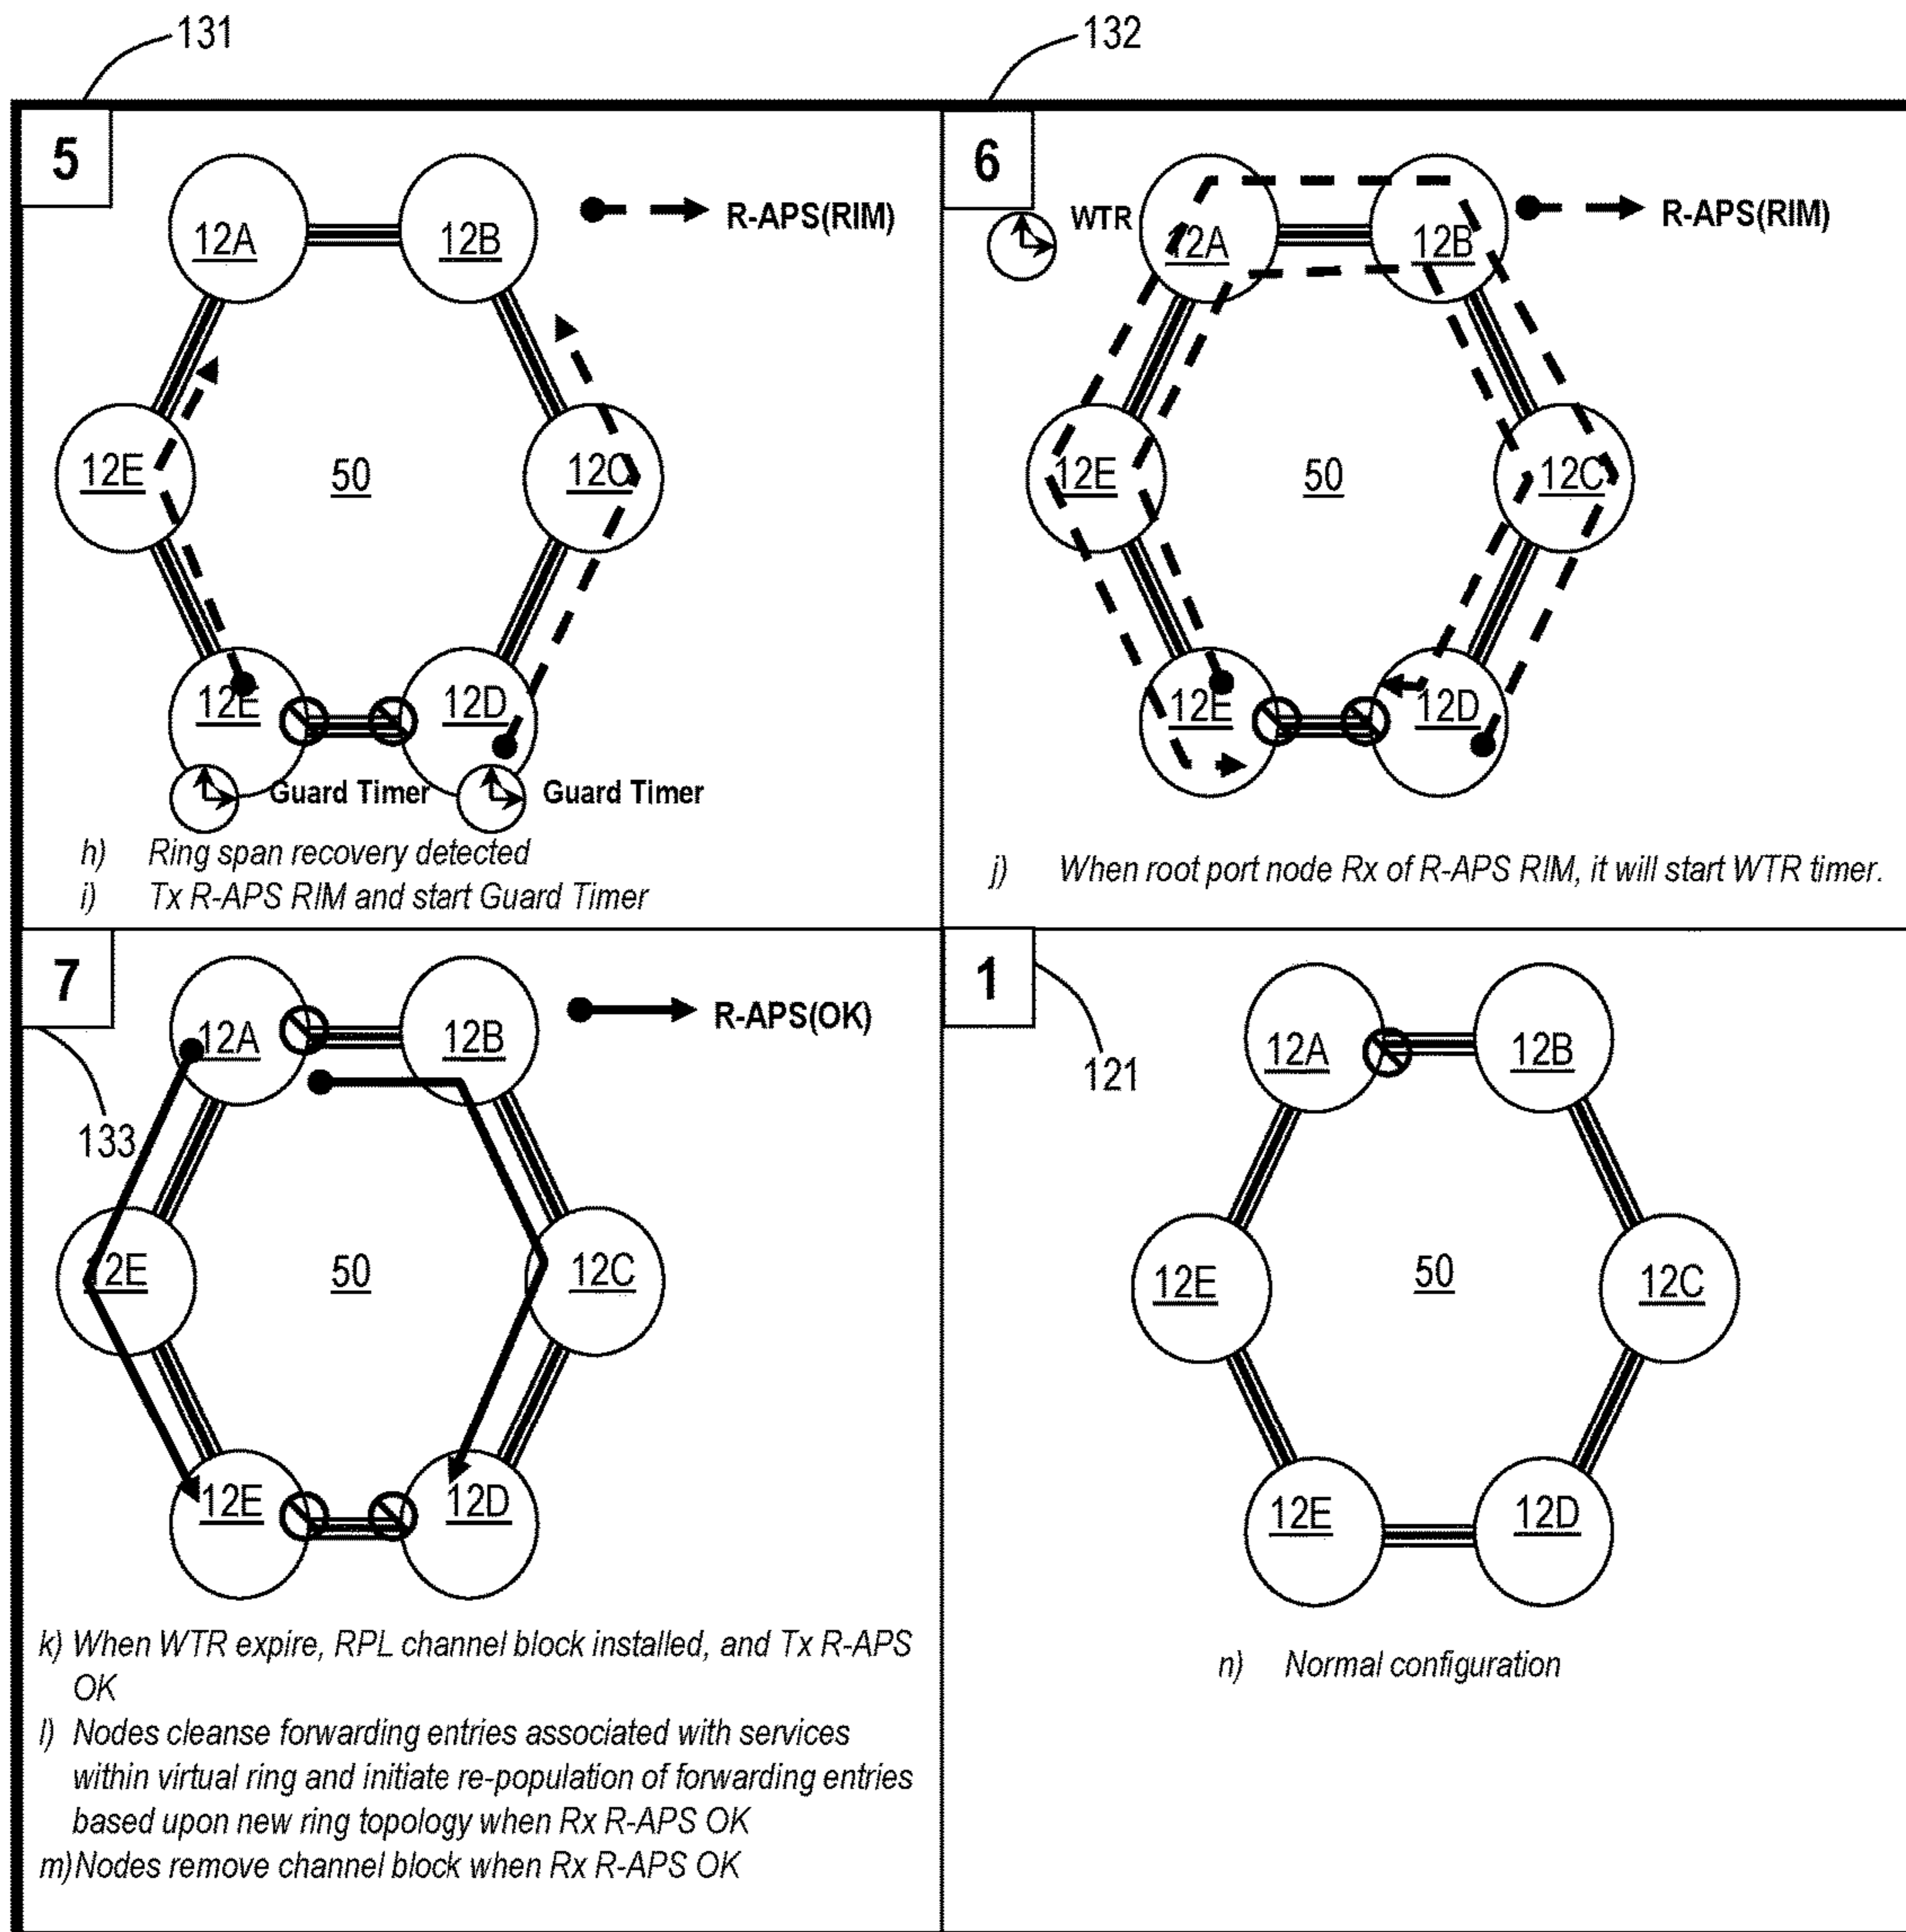 131
132
5
12A
12B
R-APS(RIM)
12E
50
12C
12E
12D
Guard Timer
Guard Timer
h) Ring span recovery detected
i) Tx R-APS RIM and start Guard Timer
6
WTR
12A
12B
R-APS(RIM)
12E
50
12C
12E
12D
j) When root port node Rx of R-APS RIM, it will start WTR timer.
7
12A
12B
R-APS(OK)
133
12E
50
12C
12E
12D
k) When WTR expire, RPL channel block installed, and Tx R-APS
OK
l) Nodes cleanse forwarding entries associated with services
within virtual ring and initiate re-population of forwarding entries
based upon new ring topology when Rx R-APS OK
m) Nodes remove channel block when Rx R-APS OK
1
121
12A
12B
12E
50
12C
12E
12D
n) Normal configuration